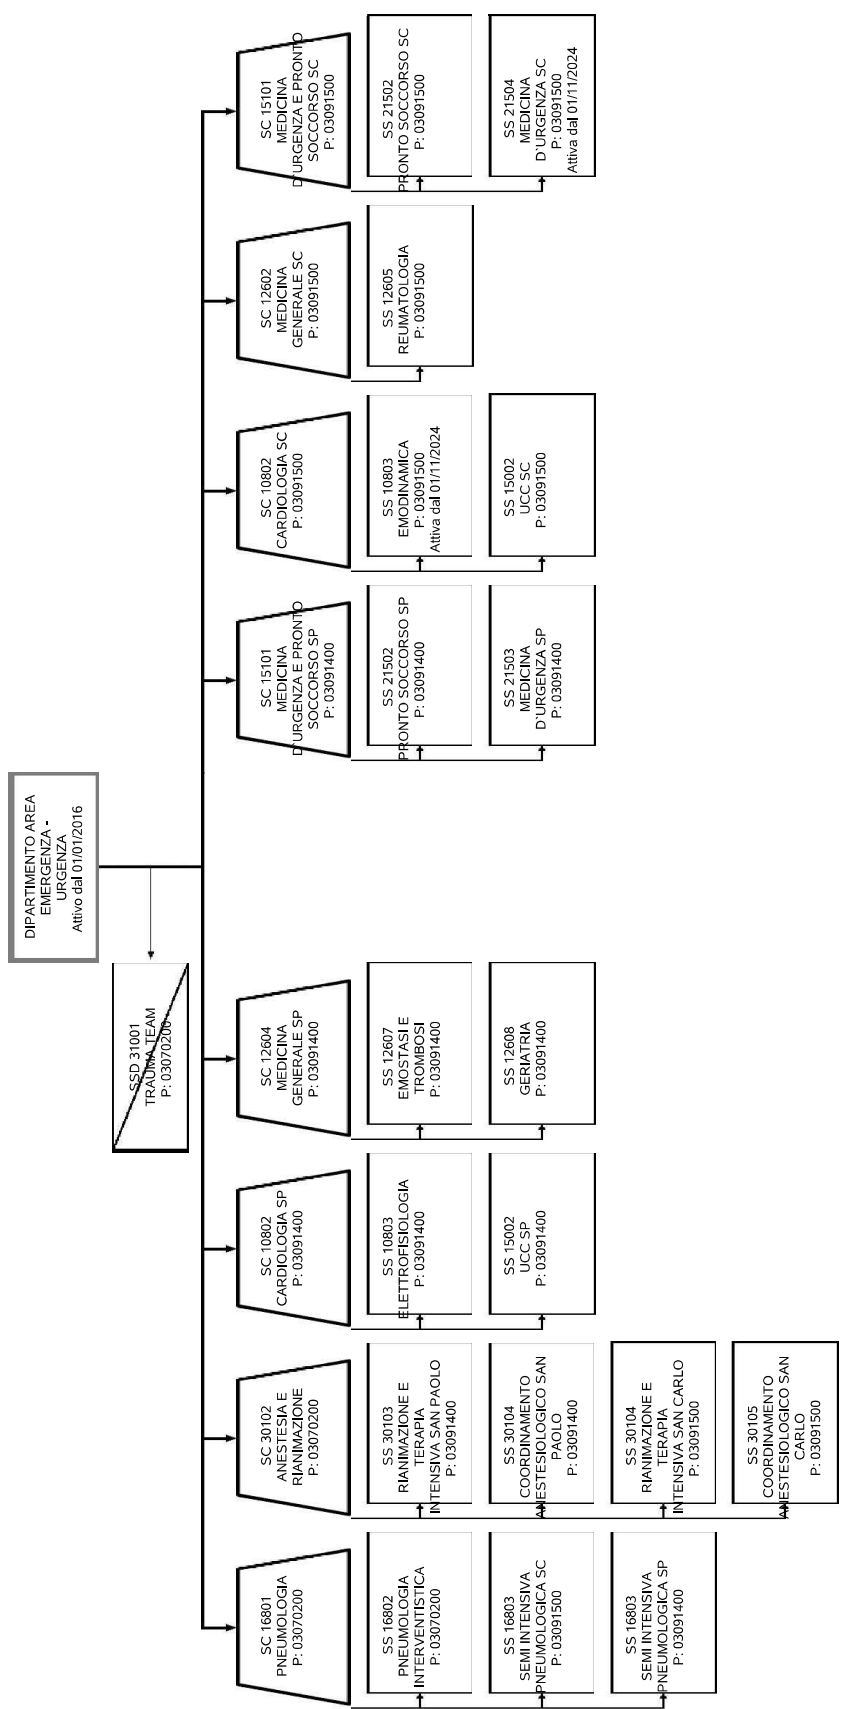 DIPARTIMENTO AREA
EMERGENZA -
URGENZA
Attivo dal 01/01/2016
SSD 31001
TRAUMA TEAM
P: 03070200
SC 16801
PNEUMOLOGIA
P: 03070200
SS 16802
PNEUMOLOGIA
INTERVENTISTICA
P: 03070200
SS 16803
SEMI INTENSIVA
PNEUMOLOGICA SC
P: 03091500
SS 16803
SEMI INTENSIVA
PNEUMOLOGICA SP
P: 03091400
SC 30102
ANESTESIA E
RIANIMAZIONE
P: 03070200
SS 30103
RIANIMAZIONE E
TERAPIA
INTENSIVA SAN PAOLO
P: 03091400
SS 30104
COORDINAMENTO
ANESTESIOLOGICO SAN
PAOLO
P: 03091400
SS 30104
RIANIMAZIONE E
TERAPIA
INTENSIVA SAN CARLO
P: 03091500
SS 30105
COORDINAMENTO
ANESTESIOLOGICO SAN
CARLO
P: 03091500
SC 10802
CARDIOLOGIA SP
P: 03091400
SS 10803
ELETTROFISIOLOGIA
P: 03091400
SS 15002
UCC SP
P: 03091400
SC 12604
MEDICINA
GENERALE SP
P: 03091400
SS 12607
EMOSTASI E
TROMBOSI
P: 03091400
SS 12608
GERIATRIA
P: 03091400
SC 15101
MEDICINA
D'URGENZA E PRONTO
SOCCORSO SP
P: 03091400
SS 21502
PRONTO SOCCORSO SP
P: 03091400
SS 21503
MEDICINA
D'URGENZA SP
P: 03091400
SC 10802
CARDIOLOGIA SC
P: 03091500
SS 10803
EMODINAMICA
P: 03091500
Attiva dal 01/11/2024
SS 15002
UCC SC
P: 03091500
SC 12602
MEDICINA
GENERALE SC
P: 03091500
SS 12605
REUMATOLOGIA
P: 03091500
SC 15101
MEDICINA
D'URGENZA E PRONTO
SOCCORSO SC
P: 03091500
SS 21502
PRONTO SOCCORSO SC
P: 03091500
SS 21504
MEDICINA
D'URGENZA SC
P: 03091500
Attiva dal 01/11/2024